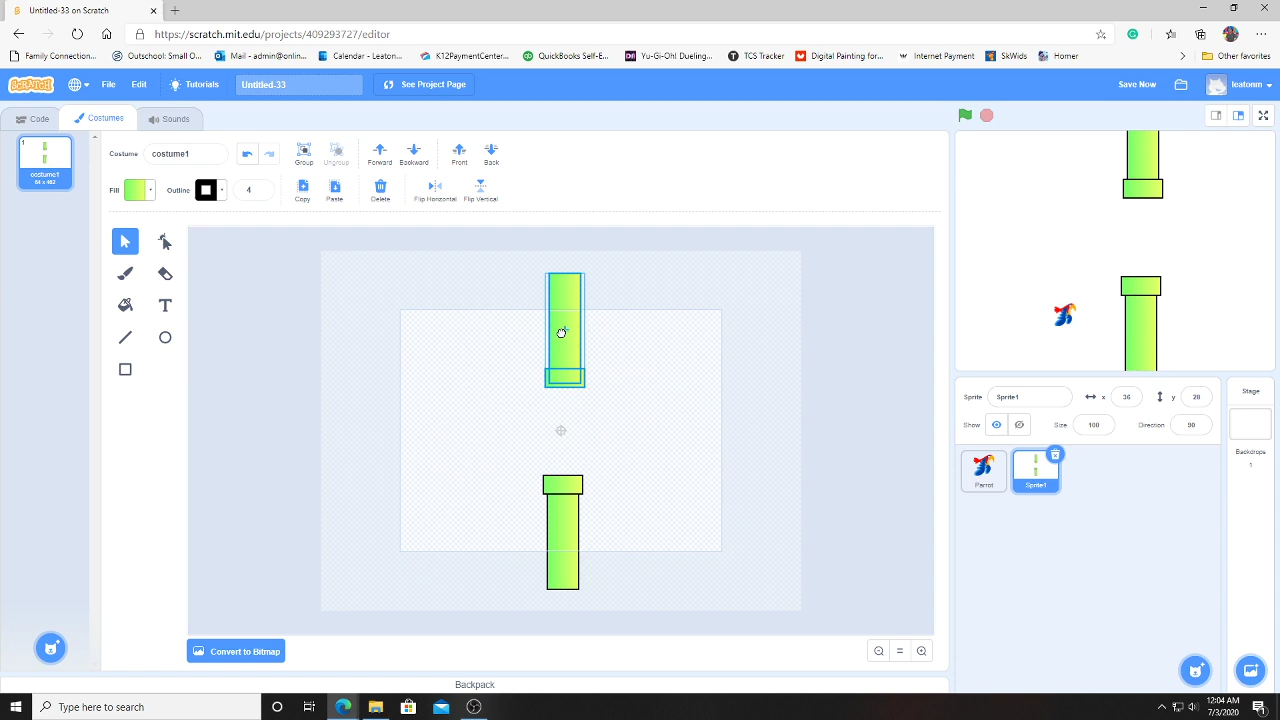 Untitled-33 on Scratch
https://scratch.mit.edu/projects/409293727/editor
Family Connection...
Outschool: Small O...
Mail - admin@onlin...
Calendar - Leaton...
K12PaymentCenter...
QuickBooks Self-E...
Yu-Gi-Oh! Dueling...
TCS Tracker
Digital Painting for...
Internet Payment
SkWids
Homer
Other favorites
SCRATCH
File
Edit
Tutorials
Untitled-33
See Project Page
Save Now
leatonm
Code
Costumes
Sounds
1
costume1
64 x 462
Costume
costume1
Group
Ungroup
Forward
Backward
Front
Back
Fill
Outline
4
Copy
Paste
Delete
Flip Horizontal
Flip Vertical
Convert to Bitmap
Backpack
Sprite
Sprite1
x
36
y
28
Show
Size
100
Direction
90
Stage
Backdrops
1
Parrot
Sprite1
Type here to search
12:04 AM
7/3/2020
1